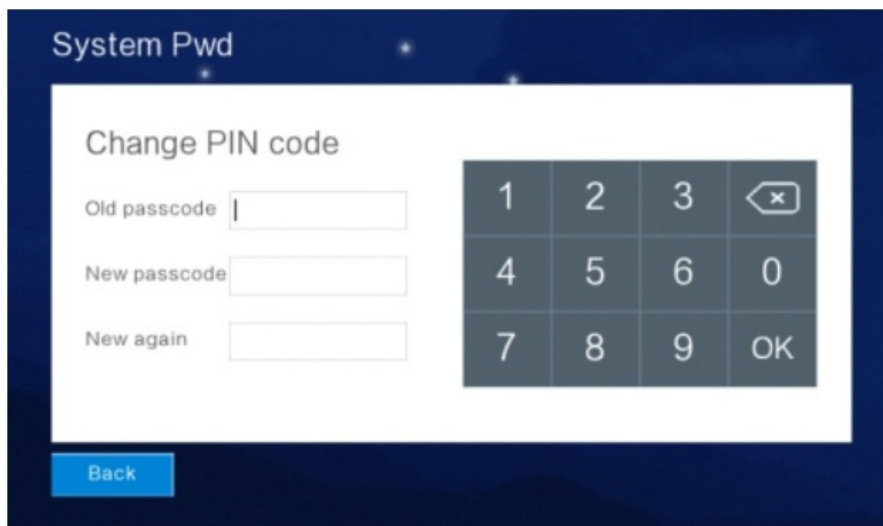 System Pwd
Change PIN code
Old passcode
New passcode
New again
1 2 3
4 5 6 0
7 8 9 OK
Back